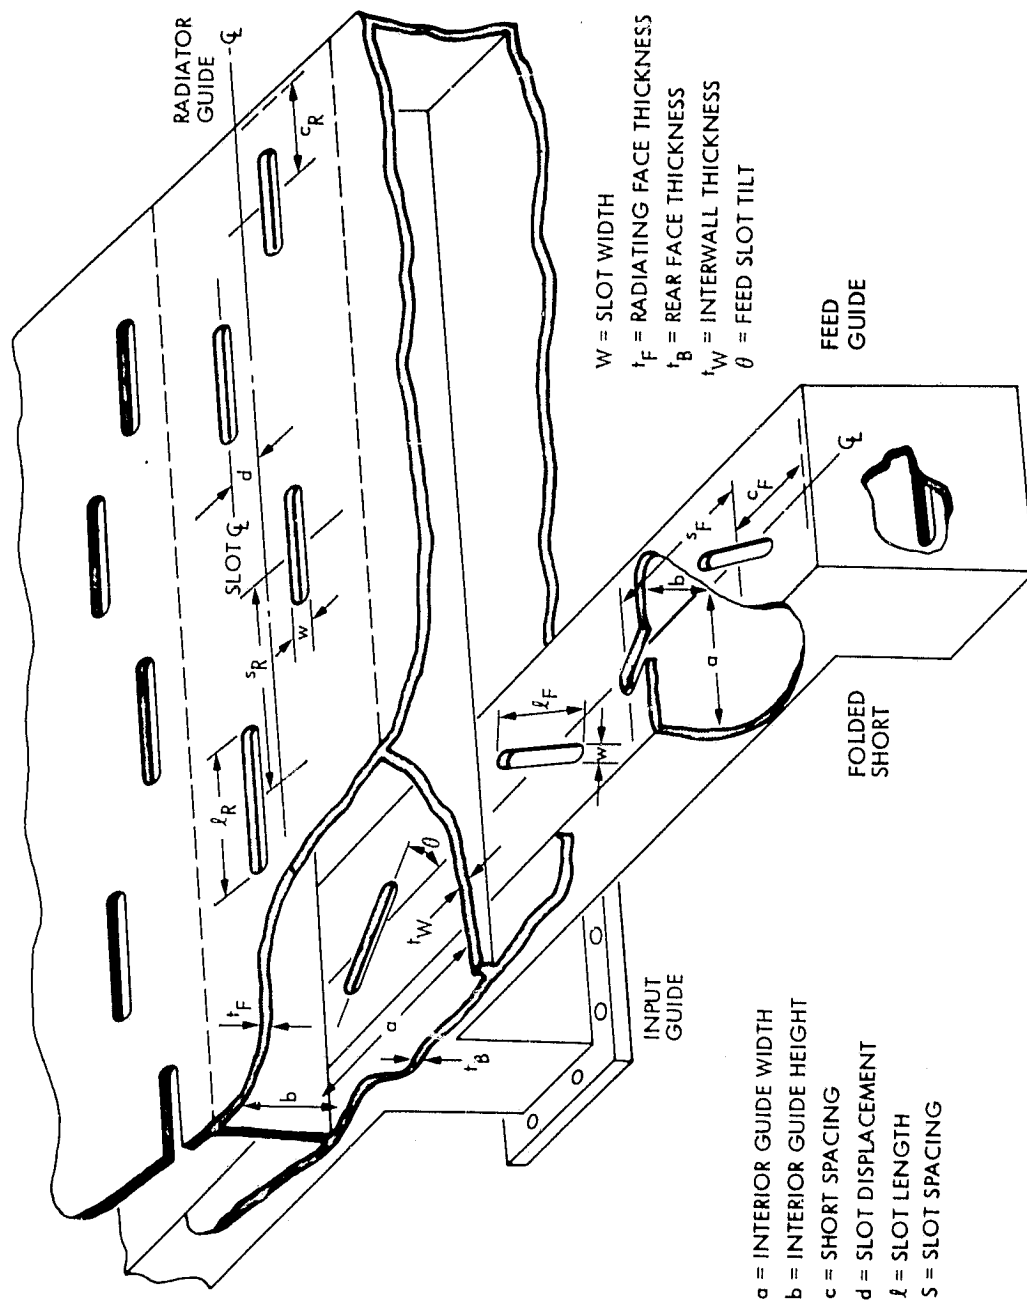 RADIATOR
GUIDE
℄
c_R
d
SLOT ℄
s_R
w
ℓ_R
t_F
b
θ
t_W
a
t_B
ℓ_F
w
s_F
c_F
℄
b
a
INPUT
GUIDE
FOLDED
SHORT
FEED
GUIDE
W = SLOT WIDTH
t_F = RADIATING FACE THICKNESS
t_B = REAR FACE THICKNESS
t_W = INTERWALL THICKNESS
θ = FEED SLOT TILT
a = INTERIOR GUIDE WIDTH
b = INTERIOR GUIDE HEIGHT
c = SHORT SPACING
d = SLOT DISPLACEMENT
ℓ = SLOT LENGTH
S = SLOT SPACING